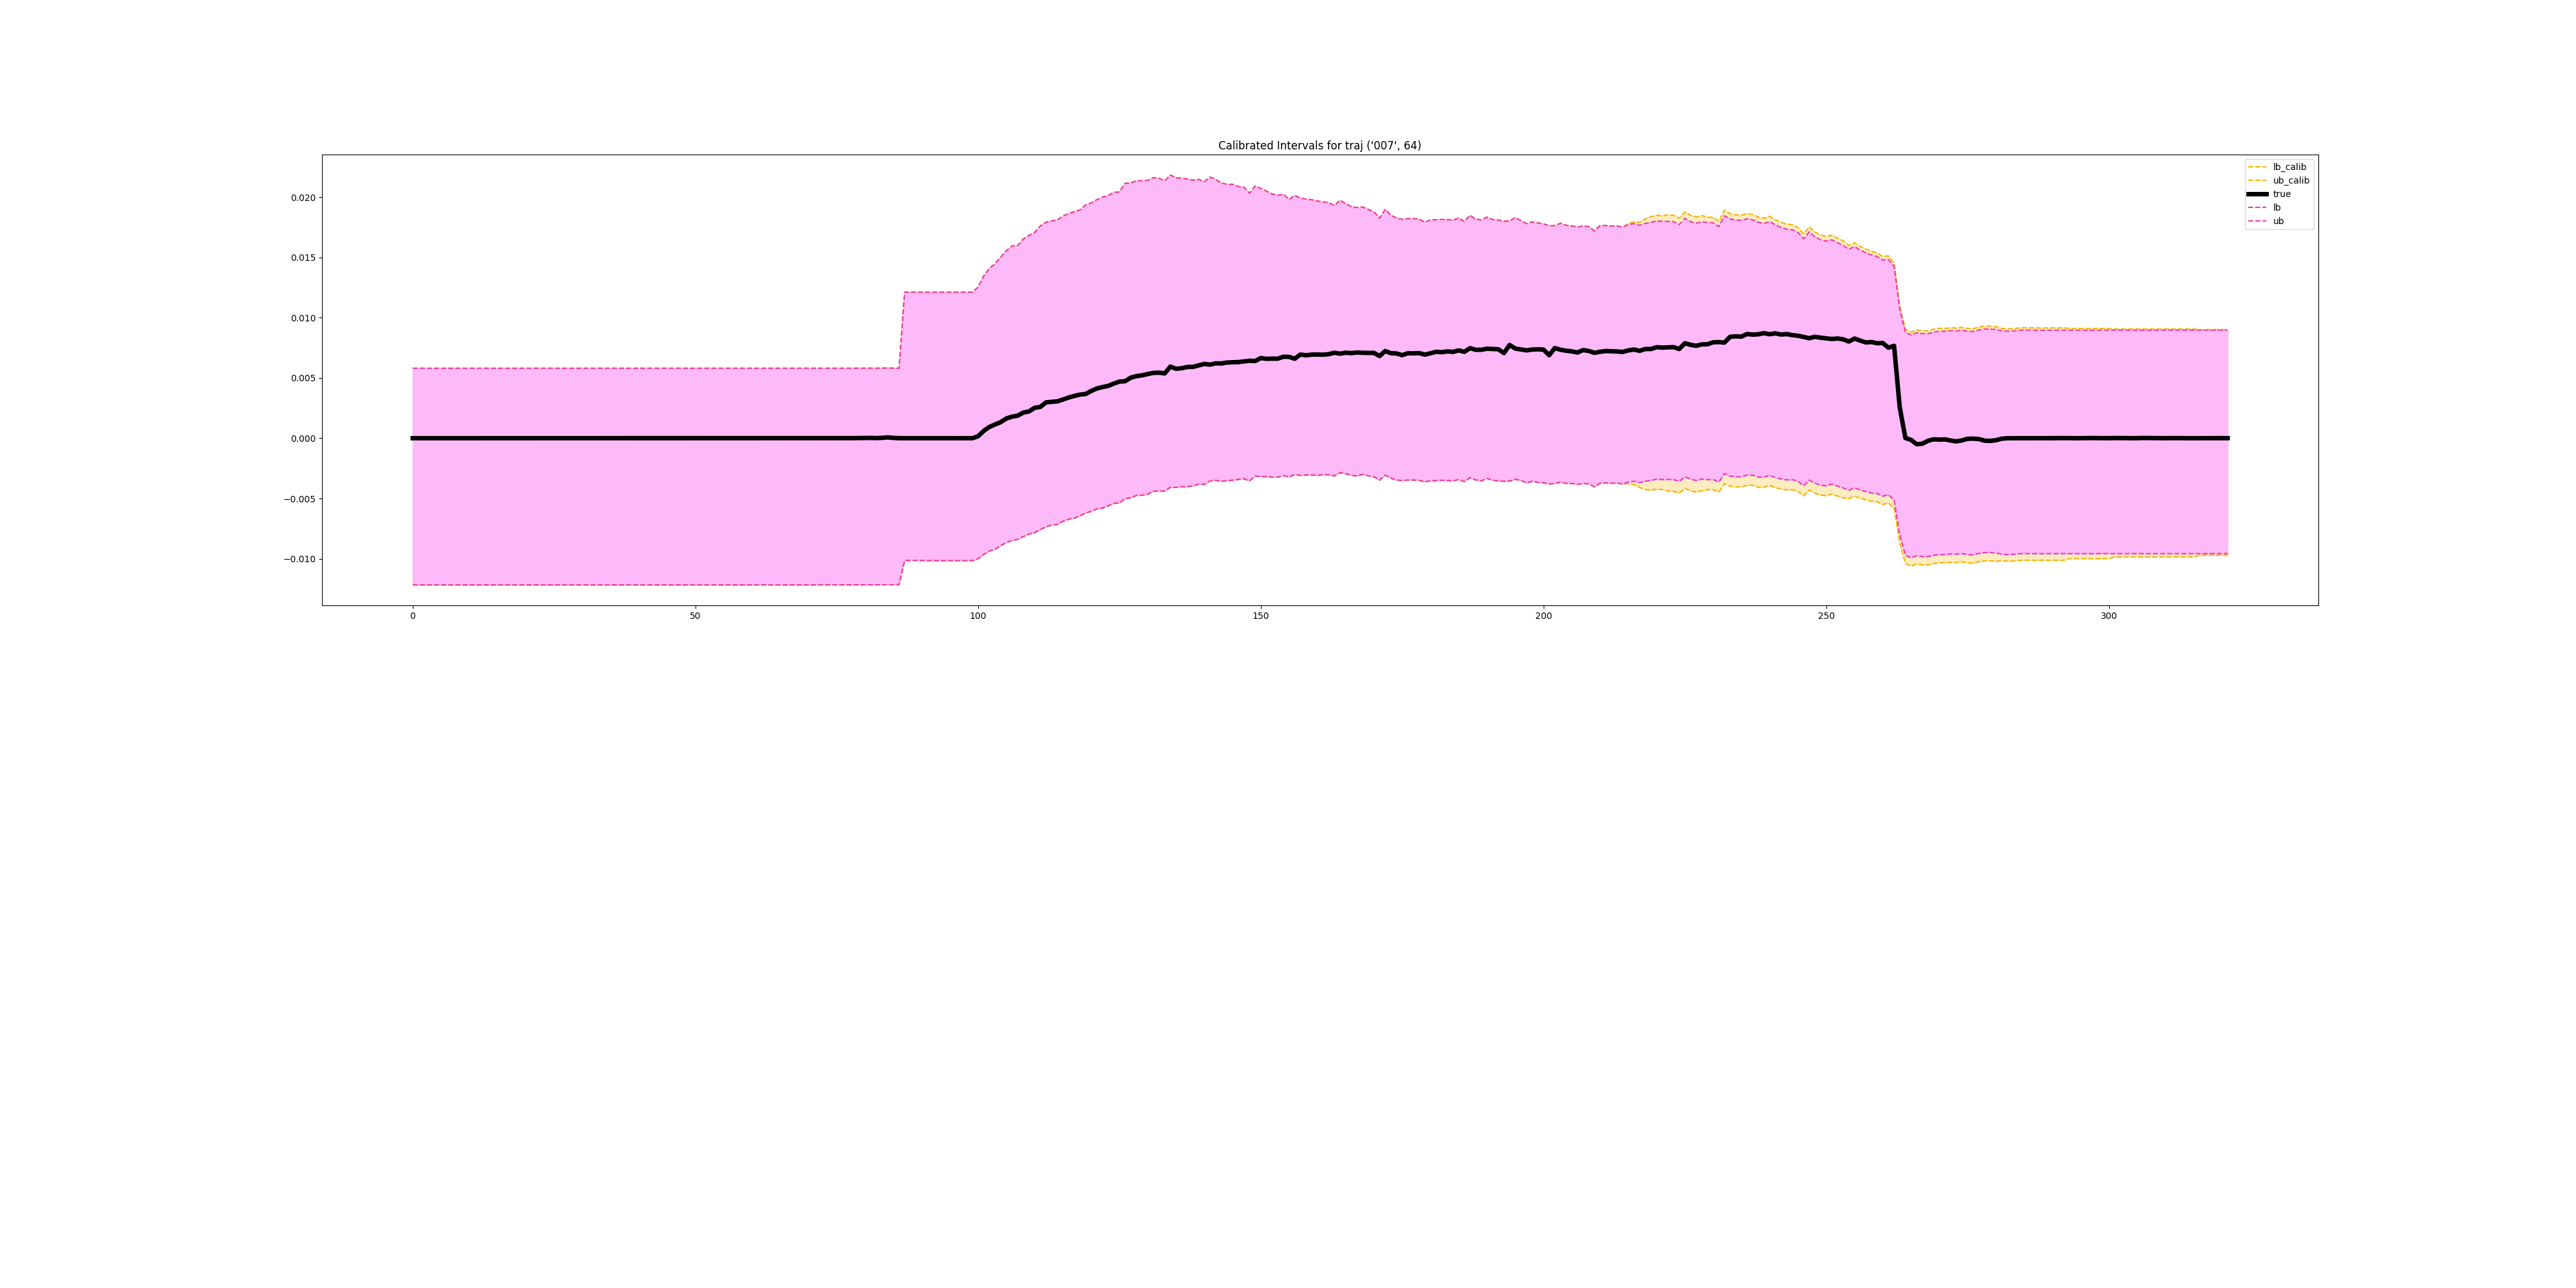 Calibrated Intervals for traj ('007', 64)
lb_calib
ub_calib
true
lb
ub
0.020
0.015
0.010
0.005
0.000
−0.005
−0.010
0 50 100 150 200 250 300